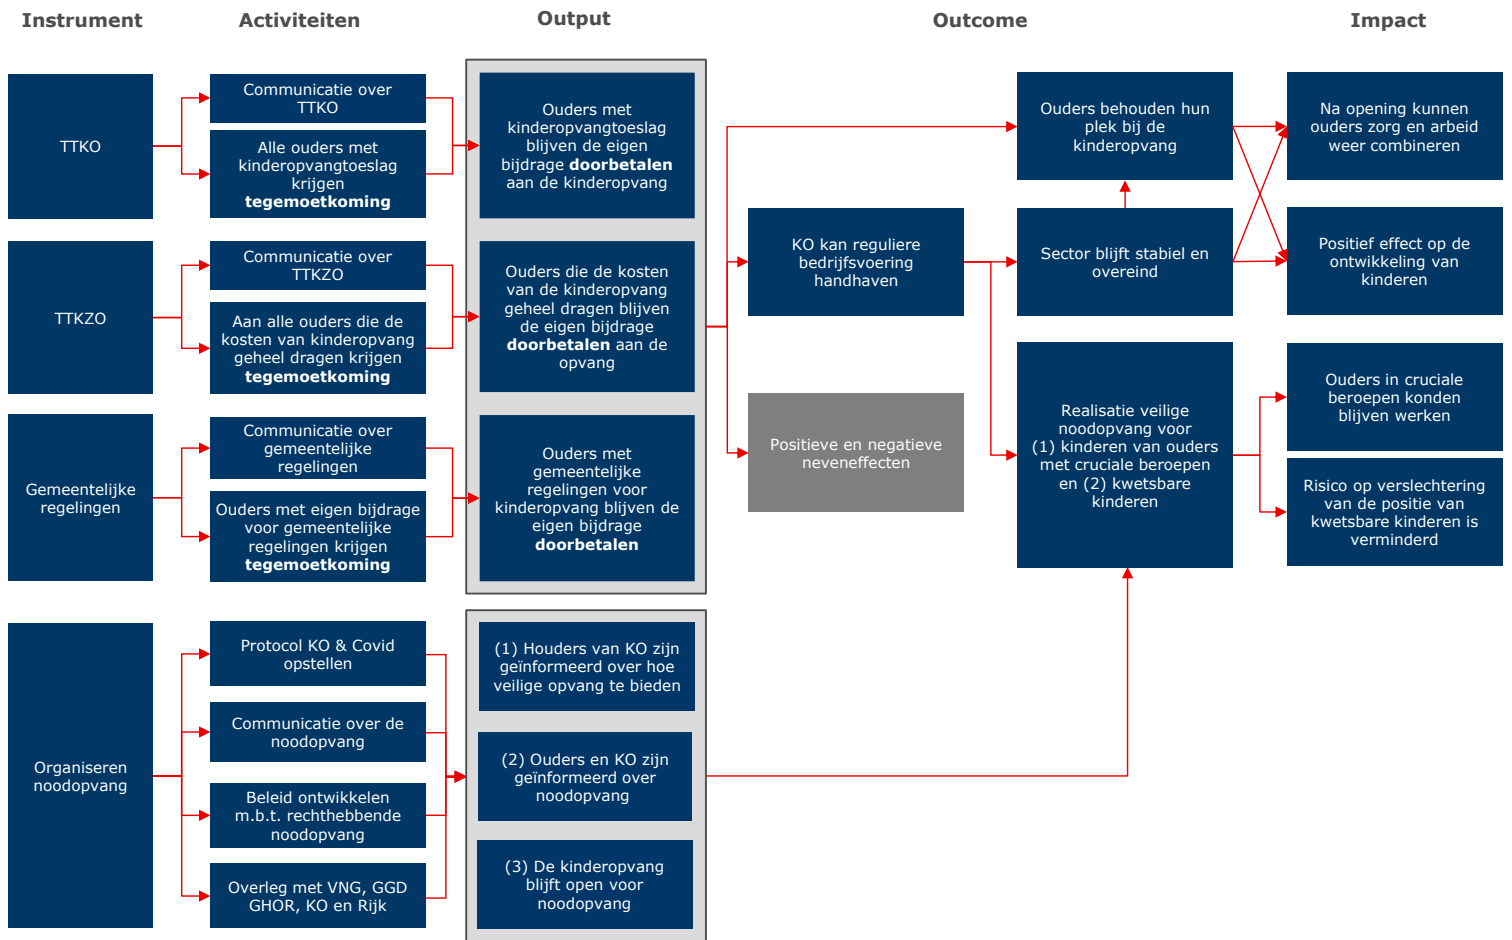 Instrument
Activiteiten
Output
Outcome
Impact
TTKO
Communicatie over
TTKO
Alle ouders met
kinderopvangtoeslag
krijgen
tegemoetkoming
Ouders met
kinderopvangtoeslag
blijven de eigen
bijdrage doorbetalen
aan de kinderopvang
Ouders behouden hun
plek bij de
kinderopvang
Na opening kunnen
ouders zorg en arbeid
weer combineren
TTKZO
Communicatie over
TTKZO
Aan alle ouders die de
kosten van kinderopvang
geheel dragen krijgen
tegemoetkoming
Ouders die de kosten
van de kinderopvang
geheel dragen blijven
de eigen bijdrage
doorbetalen aan de
opvang
KO kan reguliere
bedrijfsvoering
handhaven
Sector blijft stabiel en
overeind
Positief effect op de
ontwikkeling van
kinderen
Gemeentelijke
regelingen
Communicatie over
gemeentelijke
regelingen
Ouders met eigen bijdrage
voor gemeentelijke
regelingen krijgen
tegemoetkoming
Ouders met
gemeentelijke
regelingen voor
kinderopvang blijven de
eigen bijdrage
doorbetalen
Positieve en negatieve
neveneffecten
Realisatie veilige
noodopvang voor
(1) kinderen van ouders
met cruciale beroepen
en (2) kwetsbare
kinderen
Ouders in cruciale
beroepen konden
blijven werken
Risico op verslechtering
van de positie van
kwetsbare kinderen is
verminderd
Organiseren
noodopvang
Protocol KO & Covid
opstellen
Communicatie over de
noodopvang
Beleid ontwikkelen
m.b.t. rechthebbende
noodopvang
Overleg met VNG, GGD
GHOR, KO en Rijk
(1) Houders van KO zijn
geïnformeerd over hoe
veilige opvang te bieden
(2) Ouders en KO zijn
geïnformeerd over
noodopvang
(3) De kinderopvang
blijft open voor
noodopvang